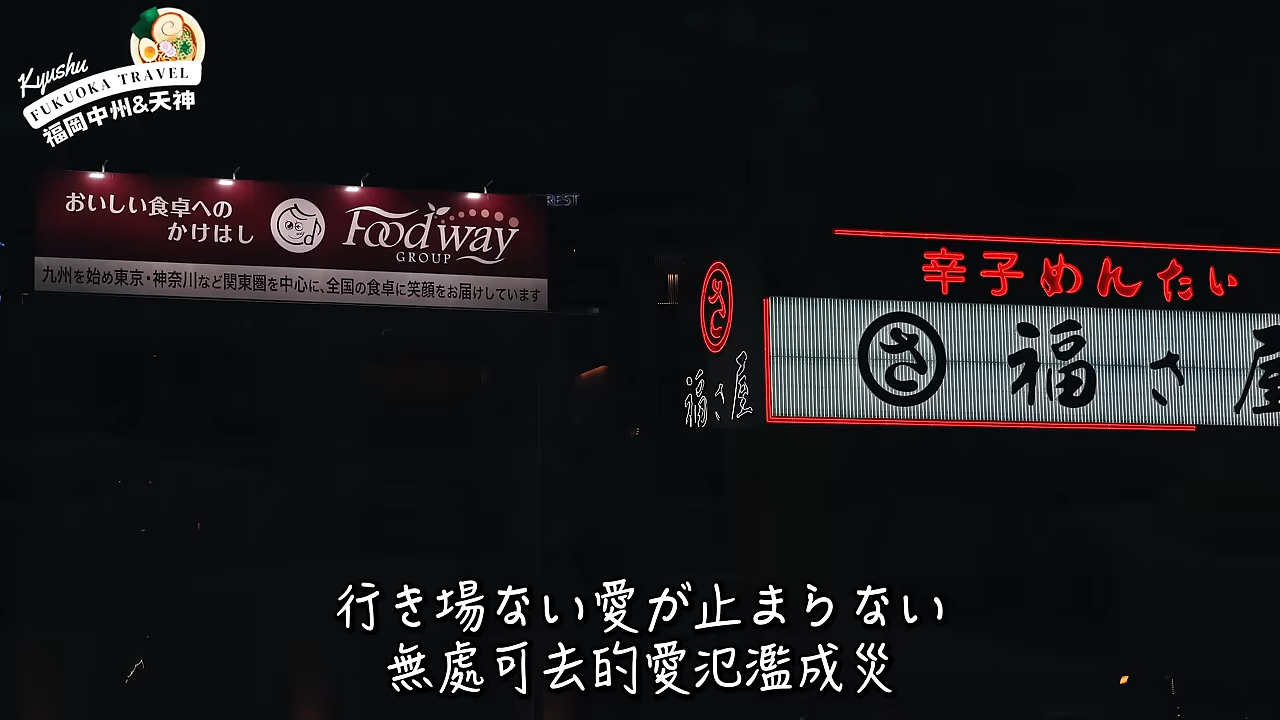 Kyushu
FUKUOKA TRAVEL
福岡中州&天神
おいしい食卓への
かけはし
Foodway
GROUP
九州を始め東京・神奈川など関東圏を中心に、全国の食卓に笑顔をお届けしています
REST
さ
福さ屋
辛子めんたい
さ 福さ屋
行き場ない愛が止まらない
無處可去的愛氾濫成災